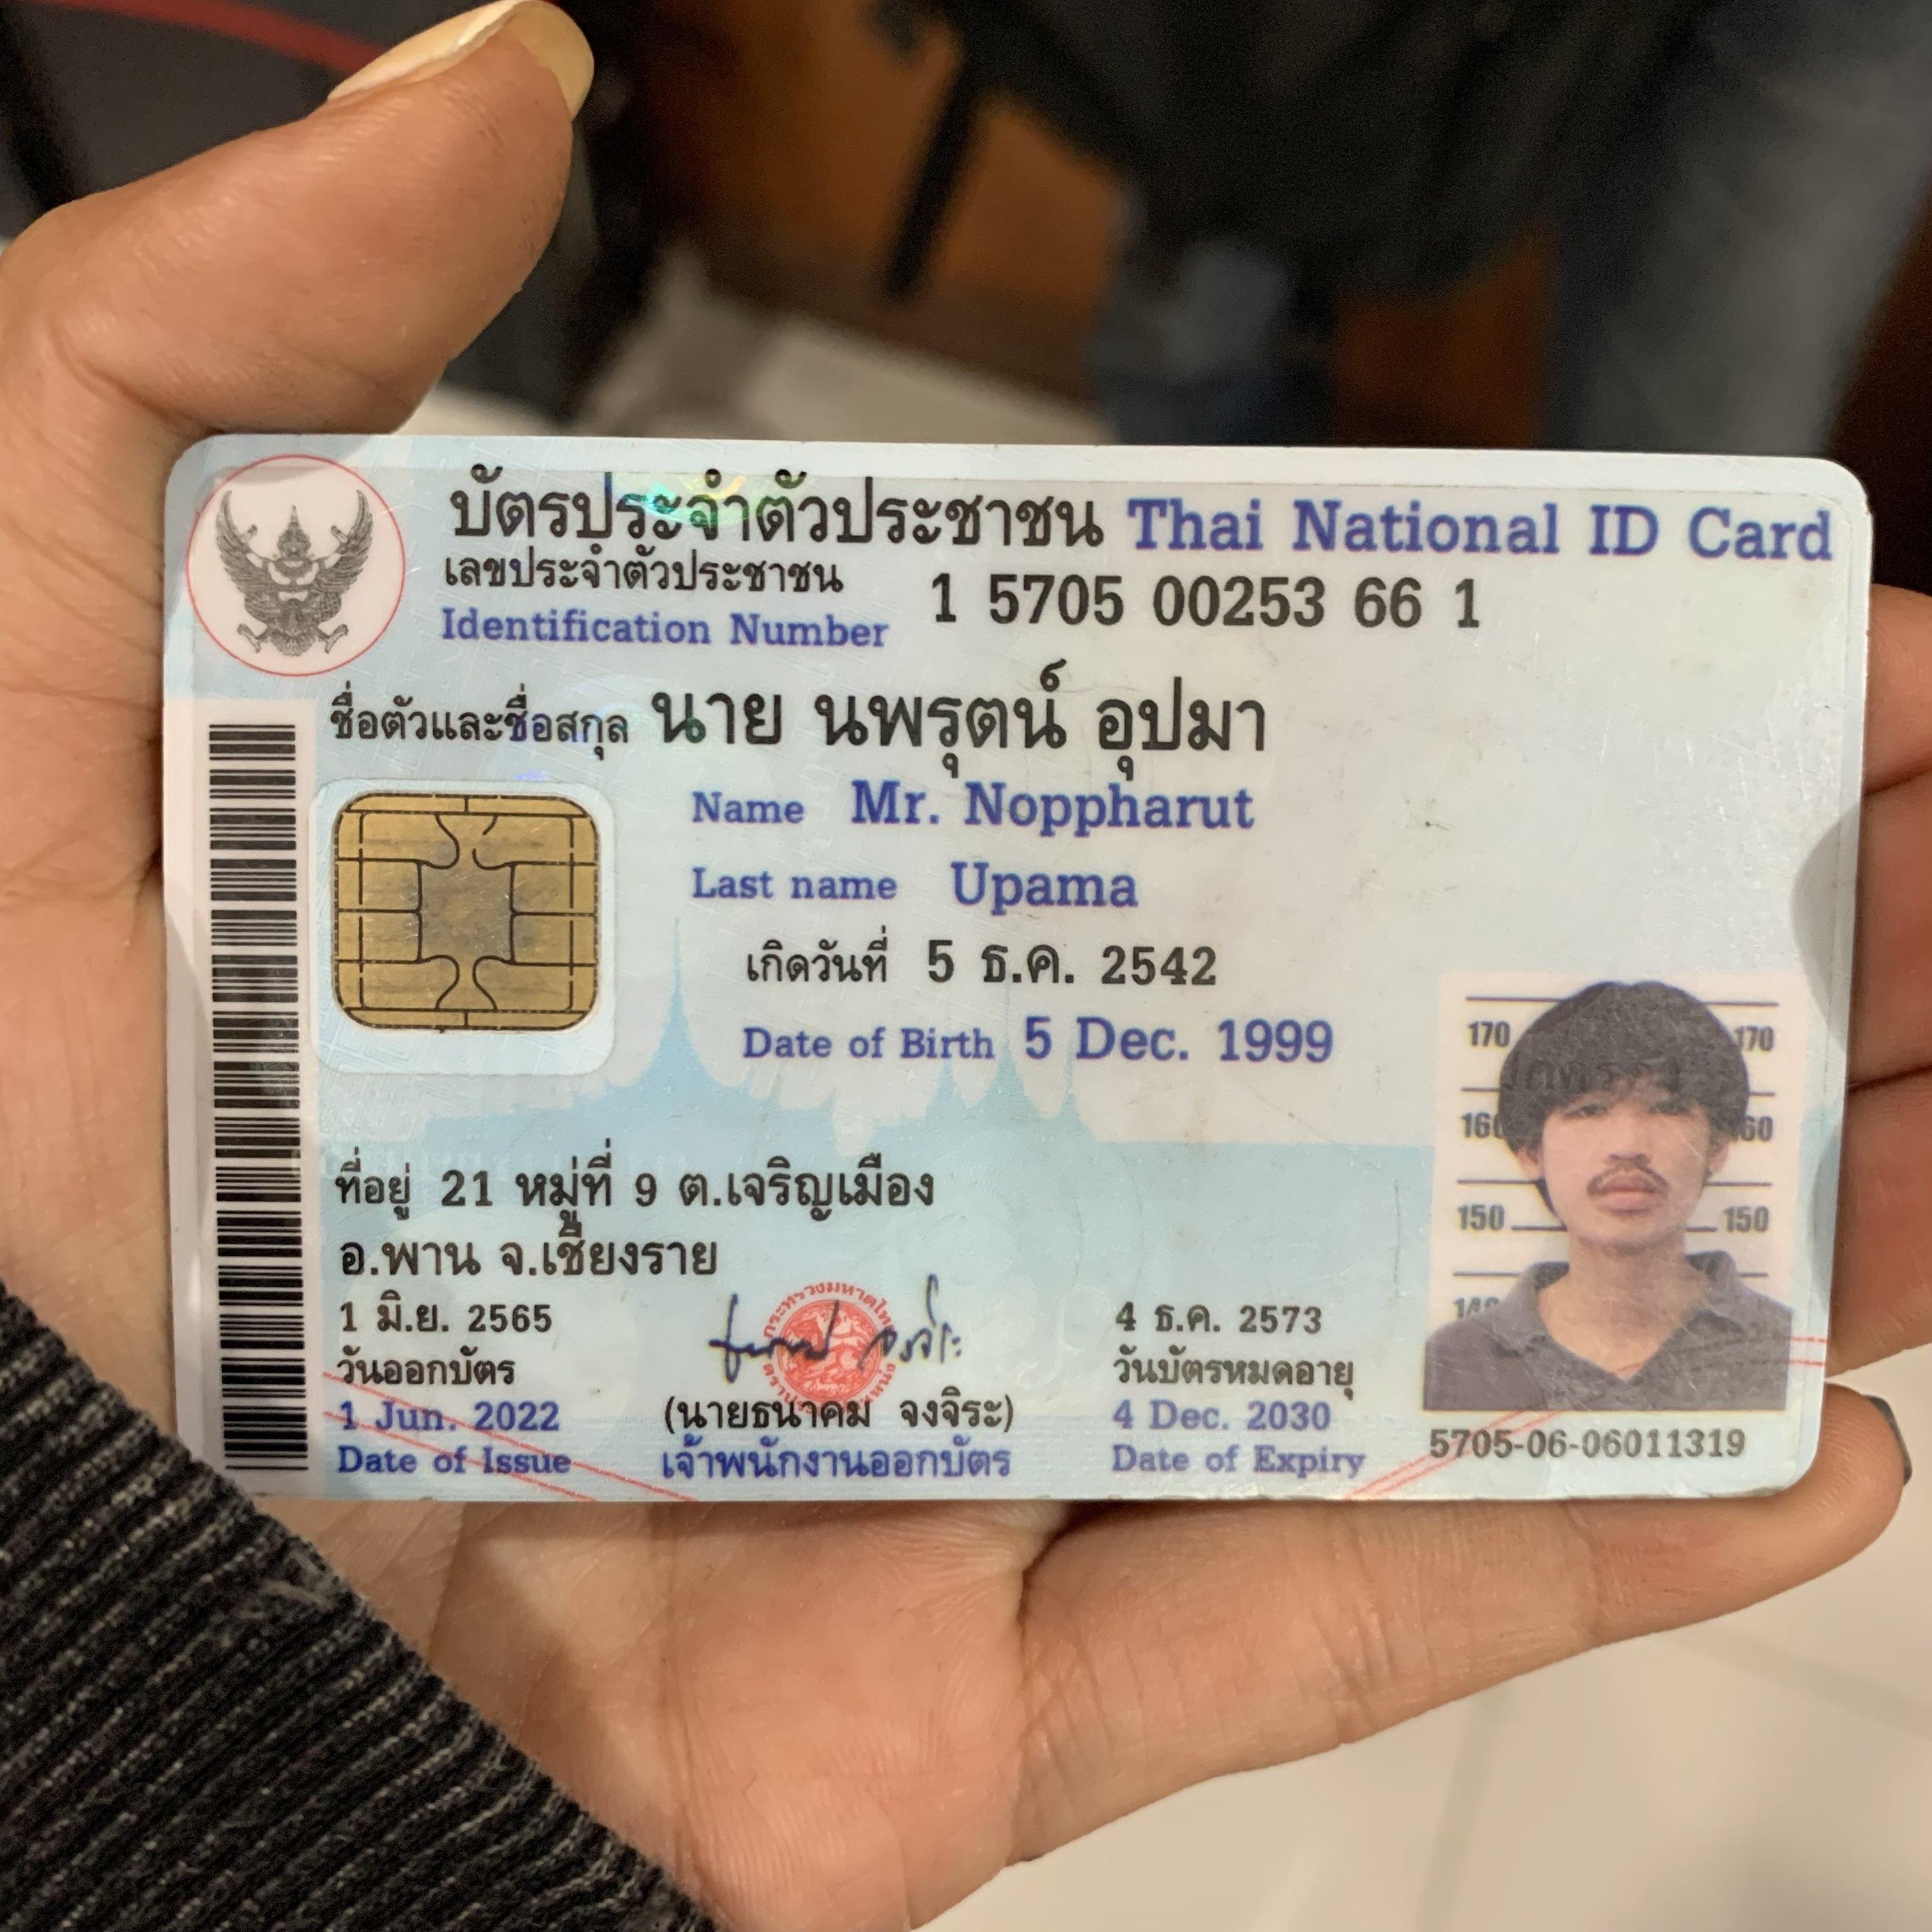 บัตรประจำตัวประชาชน Thai National ID Card
เลขประจำตัวประชาชน
Identification Number 1 5705 00253 66 1
ชื่อตัวและชื่อสกุล นาย นพรุตน์ อุปมา
Name Mr. Noppharut
Last name Upama
เกิดวันที่ 5 ธ.ค. 2542
Date of Birth 5 Dec. 1999
ที่อยู่ 21 หมู่ที่ 9 ต.เจริญเมือง
อ.พาน จ.เชียงราย
1 มิ.ย. 2565
วันออกบัตร
1 Jun. 2022
Date of Issue
(นายธนาคม จงจิระ)
เจ้าพนักงานออกบัตร
4 ธ.ค. 2573
วันบัตรหมดอายุ
4 Dec. 2030
Date of Expiry
170 170
160 60
150 150
5705-06-06011319